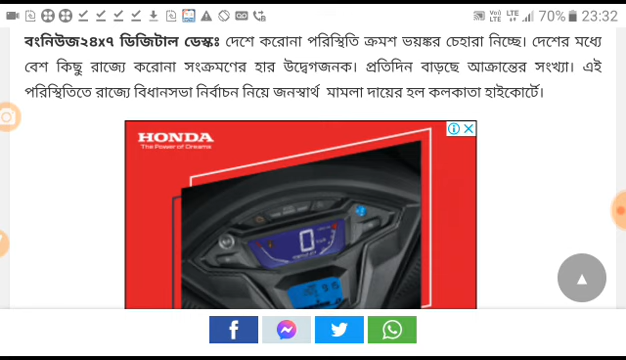 70% 23:32
বংনিউজ২৪x৭ ডিজিটাল ডেস্কঃ দেশে করোনা পরিস্থিতি ক্রমশ ভয়ঙ্কর চেহারা নিচ্ছে। দেশের মধ্যে
বেশ কিছু রাজ্যে করোনা সংক্রমণের হার উদ্বেগজনক। প্রতিদিন বাড়ছে আক্রান্তের সংখ্যা। এই
পরিস্থিতিতে রাজ্যে বিধানসভা নির্বাচন নিয়ে জনস্বার্থ মামলা দায়ের হল কলকাতা হাইকোর্টে।
HONDA
The Power of Dreams
0